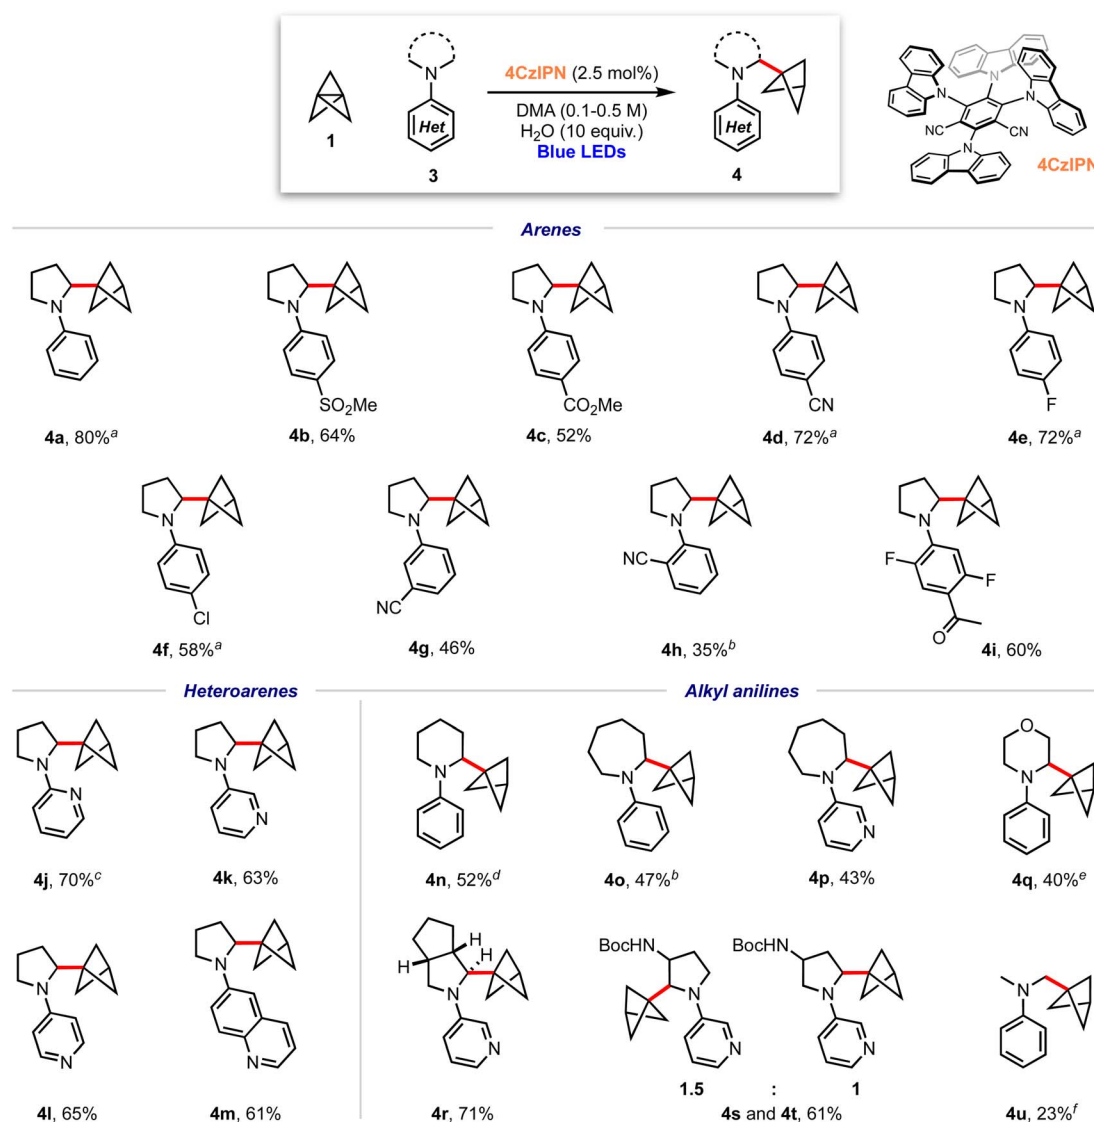 4CzIPN (2.5 mol%)
DMA (0.1-0.5 M)
H₂O (10 equiv.)
Blue LEDs
N
Het
N
Het
1
3
4
N
N
N
CN
CN
N
4CzIPN
Arenes
N
N
N
N
N
SO₂Me
CO₂Me
CN
F
4a, 80%ᵃ
4b, 64%
4c, 52%
4d, 72%ᵃ
4e, 72%ᵃ
N
N
N
N
NC
F
F
Cl
NC
O
4f, 58%ᵃ
4g, 46%
4h, 35%ᵇ
4i, 60%
Heteroarenes
Alkyl anilines
N
N
N
N
N
N
N
N
O
N
4j, 70%ᶜ
4k, 63%
4n, 52%ᵈ
4o, 47%ᵇ
4p, 43%
4q, 40%ᵉ
N
N
N
N
H
H
H
N
N
BocHN
N
N
BocHN
N
N
N
1.5 : 1
4l, 65%
4m, 61%
4r, 71%
4s and 4t, 61%
4u, 23%ᶠ